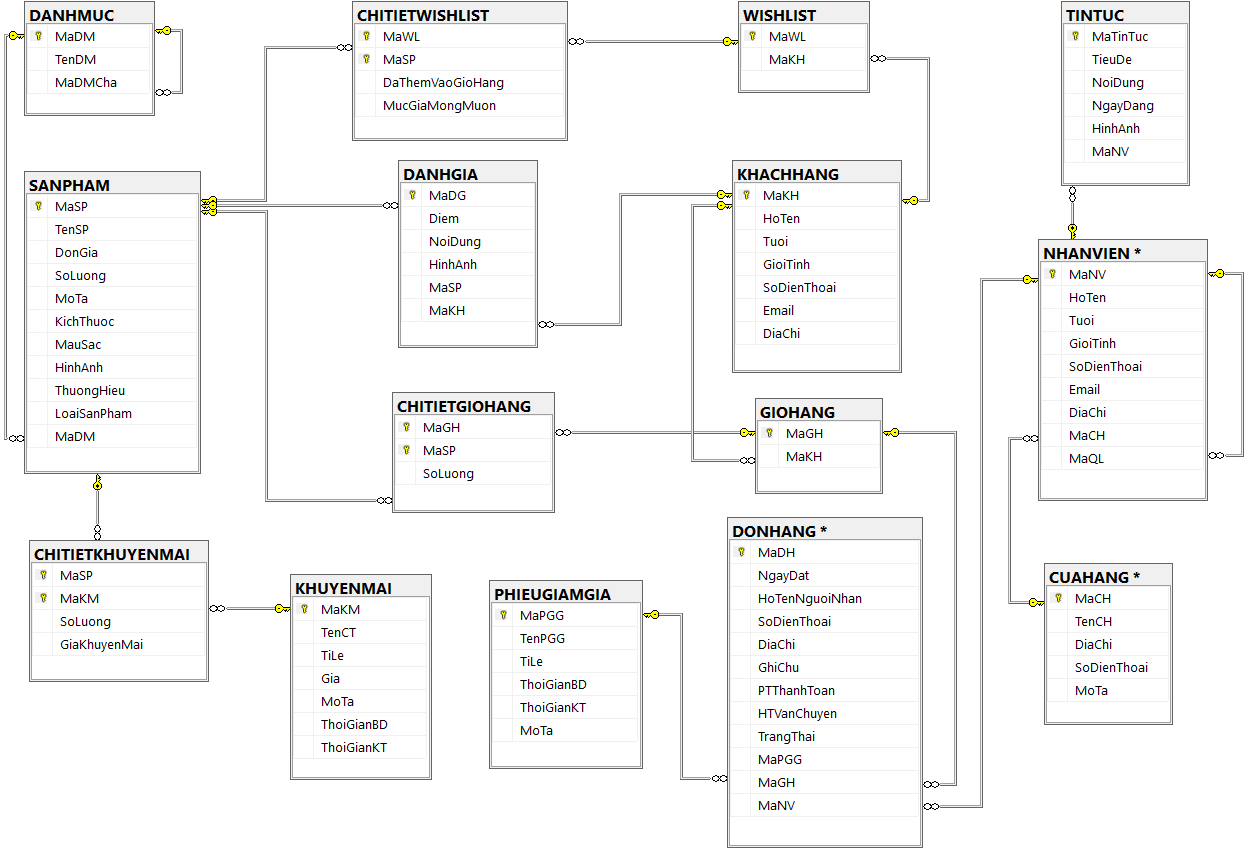 DANHMUC
MaDM
TenDM
MaDMCha
CHITIETWISHLIST
MaWL
MaSP
DaThemVaoGioHang
MucGiaMongMuon
WISHLIST
MaWL
MaKH
TINTUC
MaTinTuc
TieuDe
NoiDung
NgayDang
HinhAnh
MaNV
SANPHAM
MaSP
TenSP
DonGia
SoLuong
MoTa
KichThuoc
MauSac
HinhAnh
ThuongHieu
LoaiSanPham
MaDM
DANHGIA
MaDG
Diem
NoiDung
HinhAnh
MaSP
MaKH
KHACHHANG
MaKH
HoTen
Tuoi
GioiTinh
SoDienThoai
Email
DiaChi
NHANVIEN *
MaNV
HoTen
Tuoi
GioiTinh
SoDienThoai
Email
DiaChi
MaCH
MaQL
CHITIETGIOHANG
MaGH
MaSP
SoLuong
GIOHANG
MaGH
MaKH
CHITIETKHUYENMAI
MaSP
MaKM
SoLuong
GiaKhuyenMai
KHUYENMAI
MaKM
TenCT
TiLe
Gia
MoTa
ThoiGianBD
ThoiGianKT
PHIEUGIAMGIA
MaPGG
TenPGG
TiLe
ThoiGianBD
ThoiGianKT
MoTa
DONHANG *
MaDH
NgayDat
HoTenNguoiNhan
SoDienThoai
DiaChi
GhiChu
PTThanhToan
HTVanChuyen
TrangThai
MaPGG
MaGH
MaNV
CUAHANG *
MaCH
TenCH
DiaChi
SoDienThoai
MoTa